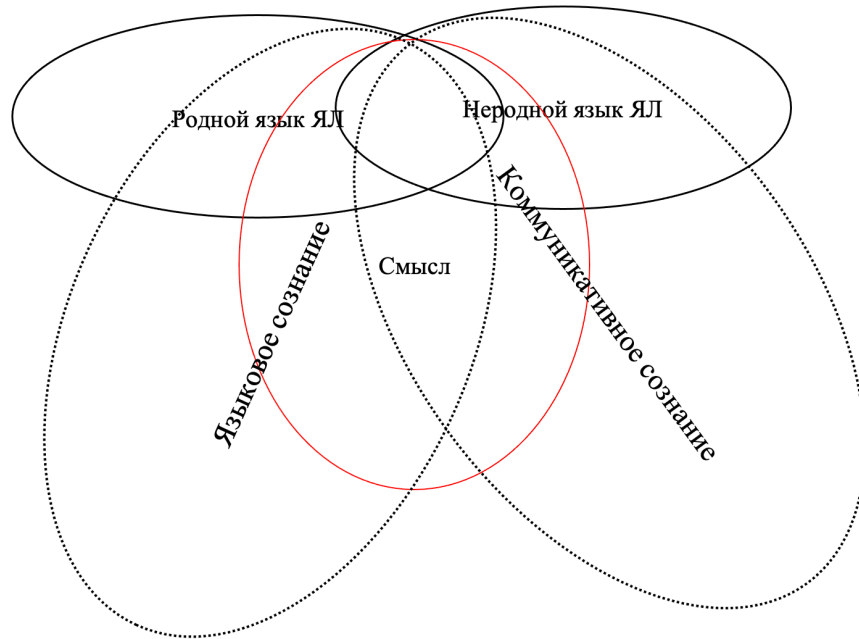 Родной язык ЯЛ
Неродной язык ЯЛ
Языковое сознание
Смысл
Коммуникативное сознание